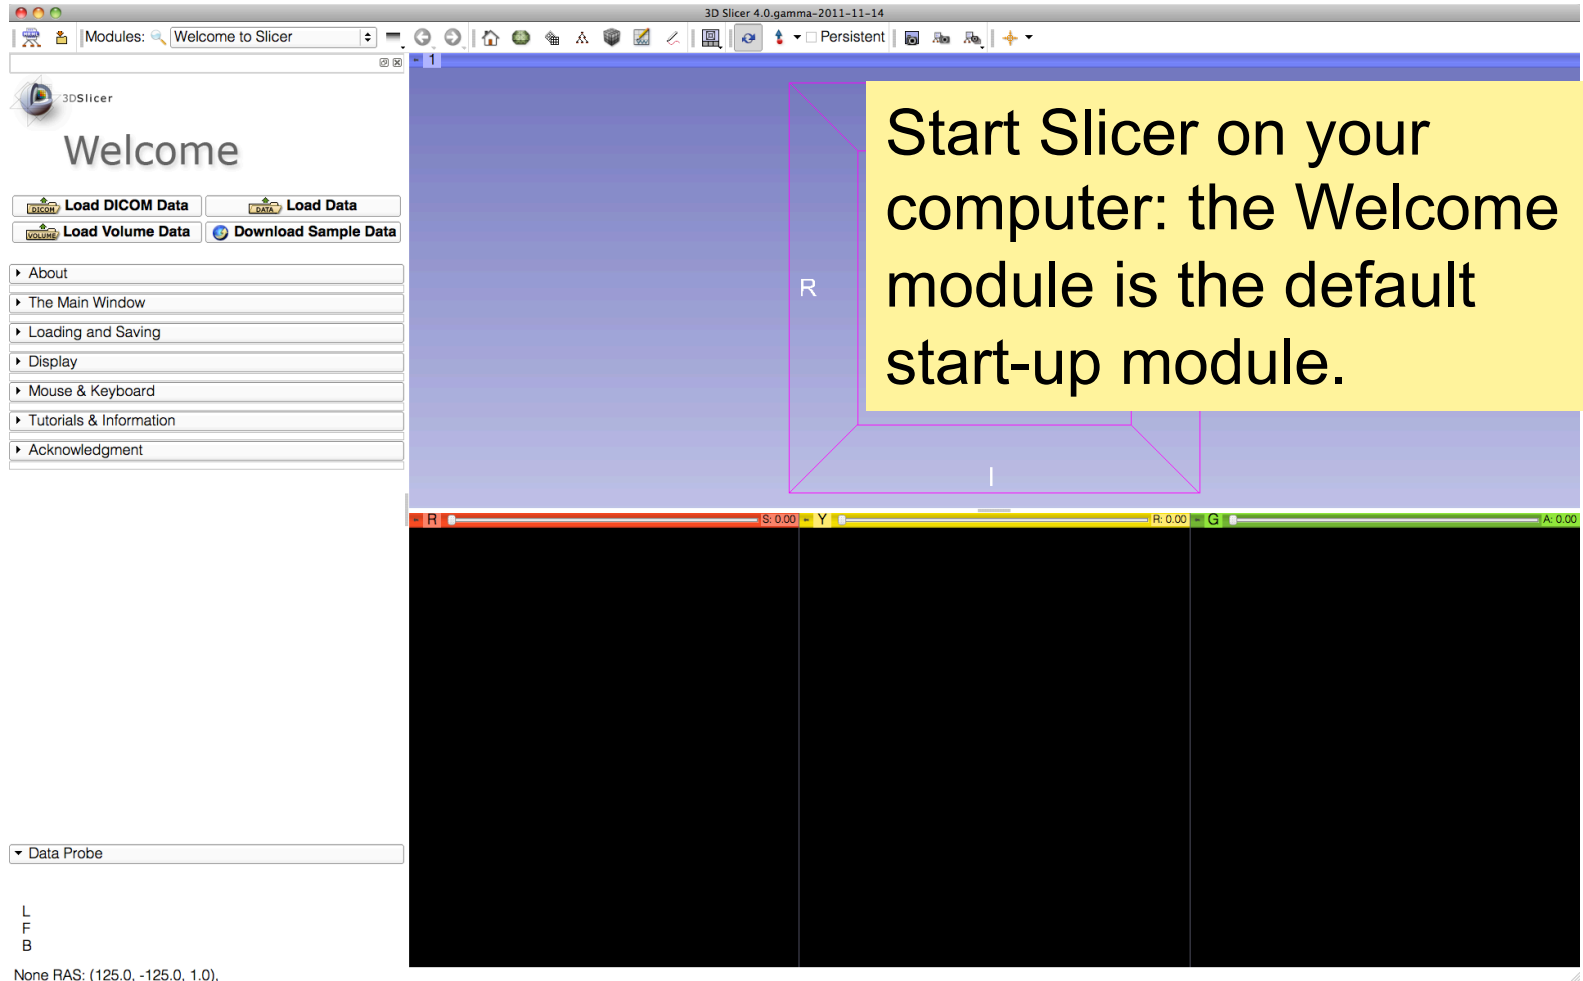 3D Slicer 4.0.gamma-2011-11-14
Modules: Welcome to Slicer Persistent
1
3DSlicer
Welcome
DICOM Load DICOM Data DATA Load Data
VOLUME Load Volume Data Download Sample Data
About
The Main Window
Loading and Saving
Display
Mouse & Keyboard
Tutorials & Information
Acknowledgment
Start Slicer on your
computer: the Welcome
module is the default
start-up module.
R
I
R S: 0.00 Y R: 0.00 G A: 0.00
Data Probe
L
F
B
None RAS: (125.0, -125.0, 1.0),